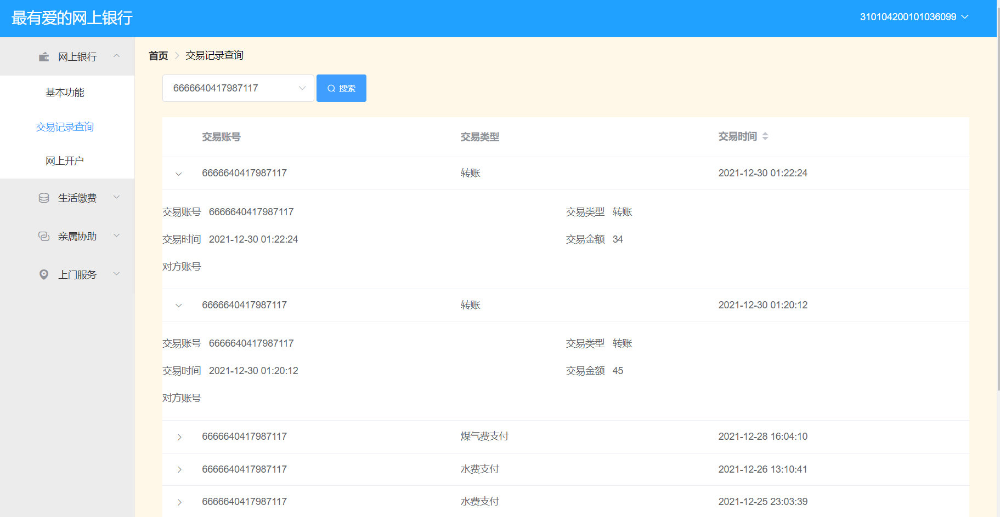 最有爱的网上银行
310104200101036099
网上银行
基本功能
交易记录查询
网上开户
生活缴费
亲属协助
上门服务
首页 交易记录查询
6666640417987117 搜索
交易账号 交易类型 交易时间
6666640417987117 转账 2021-12-30 01:22:24
交易账号 6666640417987117 交易类型 转账
交易时间 2021-12-30 01:22:24 交易金额 34
对方账号
6666640417987117 转账 2021-12-30 01:20:12
交易账号 6666640417987117 交易类型 转账
交易时间 2021-12-30 01:20:12 交易金额 45
对方账号
6666640417987117 煤气费支付 2021-12-28 16:04:10
6666640417987117 水费支付 2021-12-26 13:10:41
6666640417987117 水费支付 2021-12-25 23:03:39